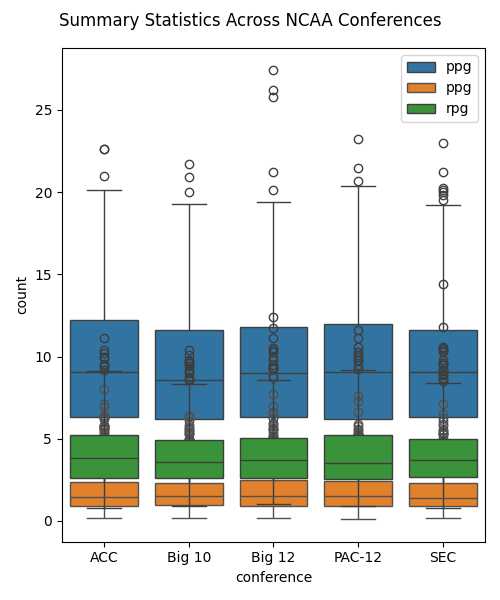 Summary Statistics Across NCAA Conferences
ppg
ppg
rpg
25
20
15
10
5
0
count
ACC
Big 10
Big 12
PAC-12
SEC
conference